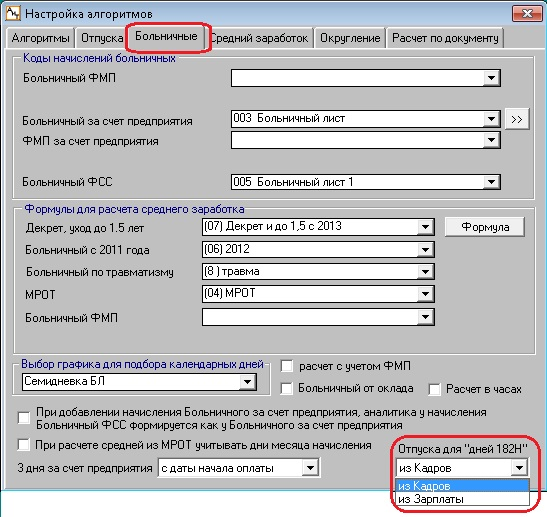 Настройка алгоритмов
Алгоритмы Отпуска Больничные Средний заработок Округление Расчет по документу
Коды начислений больничных
Больничный ФМП
Больничный за счет предприятия 003 Больничный лист >>
ФМП за счет предприятия
Больничный ФСС 005 Больничный лист 1
Формулы для расчета среднего заработка
Декрет, уход до 1.5 лет (07) Декрет и до 1,5 с 2013 Формула
Больничный с 2011 года (06) 2012
Больничный по травматизму (8 ) травма
МРОТ (04) МРОТ
Больничный ФМП
Выбор графика для подбора календарных дней расчет с учетом ФМП
Семидневка БЛ Больничный от оклада Расчет в часах
При добавлении начисления Больничного за счет предприятия, аналитика у начисления
Больничный ФСС формируется как у Больничного за счет предприятия
При расчете средней из МРОТ учитывать дни месяца начисления Отпуска для "дней 182Н"
3 дня за счет предприятия с даты начала оплаты из Кадров
из Кадров
из Зарплаты